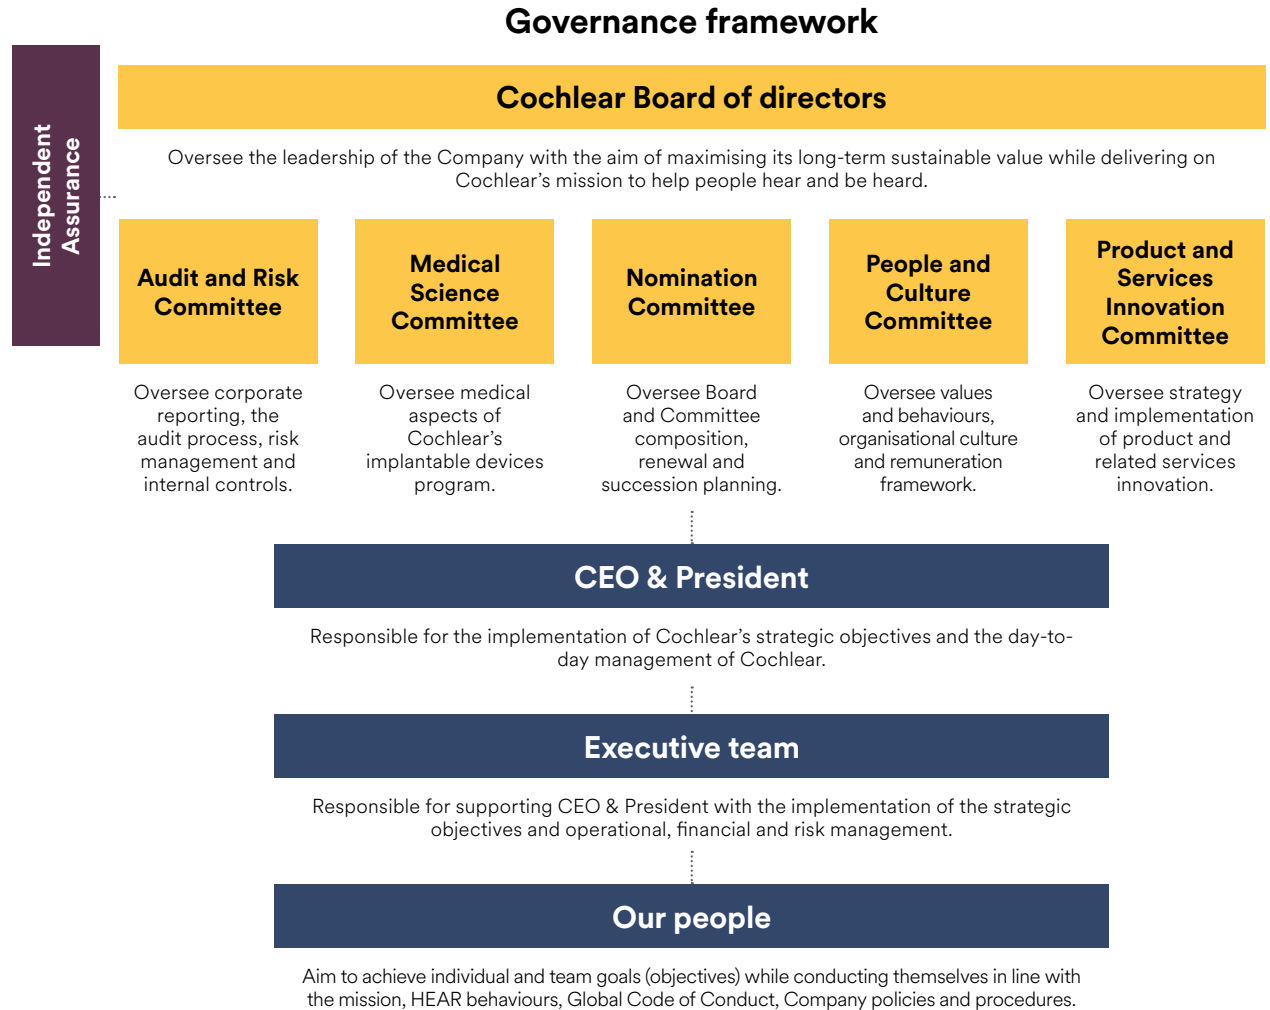 Governance framework
Independent
Assurance
Cochlear Board of directors
Oversee the leadership of the Company with the aim of maximising its long-term sustainable value while delivering on
Cochlear’s mission to help people hear and be heard.
Audit and Risk
Committee
Oversee corporate
reporting, the
audit process, risk
management and
internal controls.
Medical
Science
Committee
Oversee medical
aspects of
Cochlear’s
implantable devices
program.
Nomination
Committee
Oversee Board
and Committee
composition,
renewal and
succession planning.
People and
Culture
Committee
Oversee values
and behaviours,
organisational culture
and remuneration
framework.
Product and
Services
Innovation
Committee
Oversee strategy
and implementation
of product and
related services
innovation.
CEO & President
Responsible for the implementation of Cochlear’s strategic objectives and the day-to-
day management of Cochlear.
Executive team
Responsible for supporting CEO & President with the implementation of the strategic
objectives and operational, financial and risk management.
Our people
Aim to achieve individual and team goals (objectives) while conducting themselves in line with
the mission, HEAR behaviours, Global Code of Conduct, Company policies and procedures.